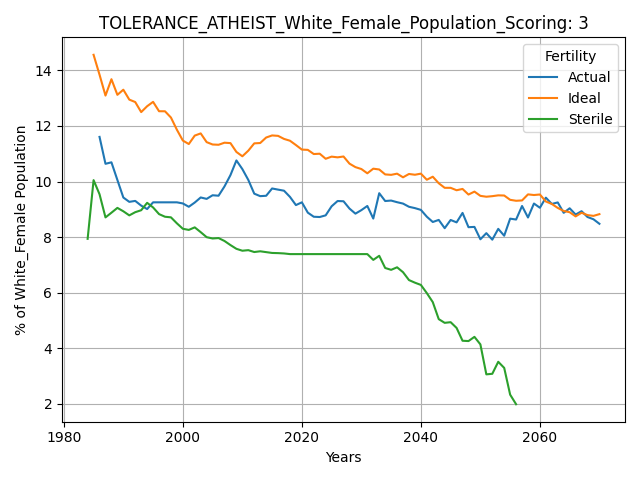 TOLERANCE_ATHEIST_White_Female_Population_Scoring: 3
% of White_Female Population
14
12
10
8
6
4
2
Fertility
Actual
Ideal
Sterile
1980
2000
2020
2040
2060
Years